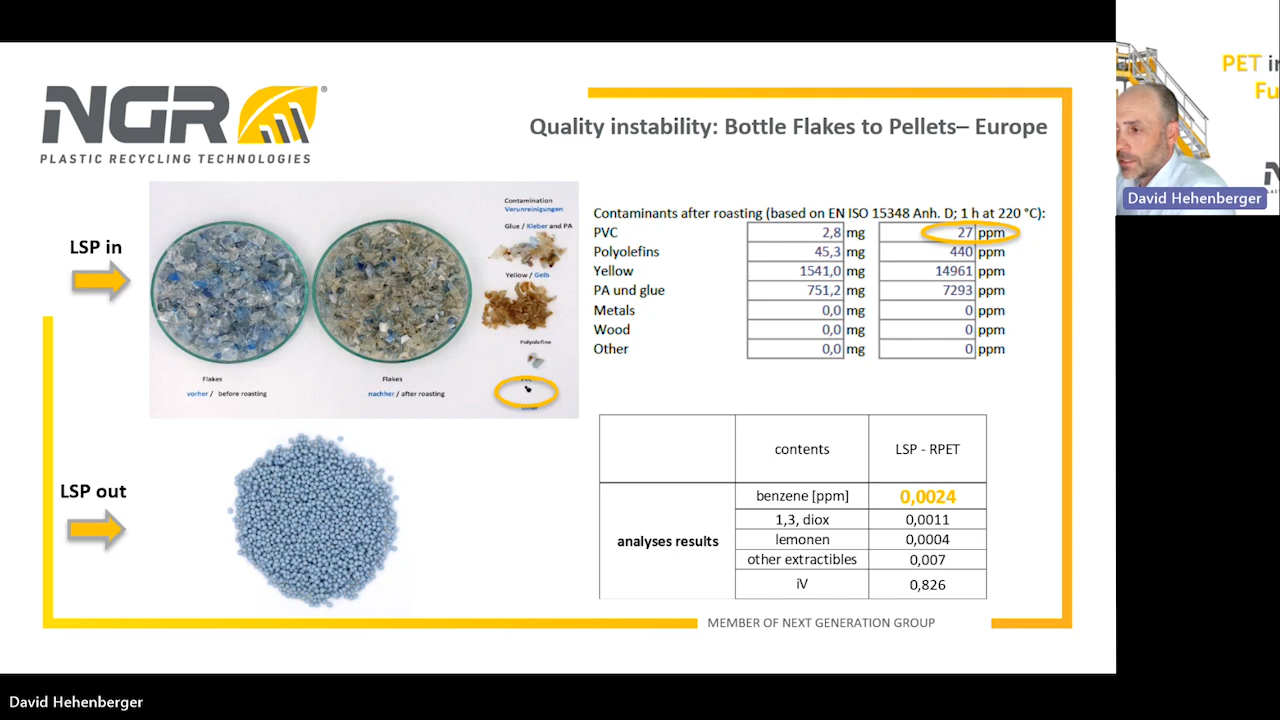 NGR®
PLASTIC RECYCLING TECHNOLOGIES
Quality instability: Bottle Flakes to Pellets– Europe
LSP in
Contamination
Verunreinigungen
Glue / Kleber and PA
Yellow / Gelb
Polyolefine
Flakes
vorher / before roasting
Flakes
nachher / after roasting
Contaminants after roasting (based on EN ISO 15348 Anh. D; 1 h at 220 °C):
PVC 2,8 mg 27 ppm
Polyolefins 45,3 mg 440 ppm
Yellow 1541,0 mg 14961 ppm
PA und glue 751,2 mg 7293 ppm
Metals 0,0 mg 0 ppm
Wood 0,0 mg 0 ppm
Other 0,0 mg 0 ppm
LSP out
contents LSP - RPET
analyses results
benzene [ppm] 0,0024
1,3, diox 0,0011
lemonen 0,0004
other extractibles 0,007
iV 0,826
MEMBER OF NEXT GENERATION GROUP
PET
Fu
David Hehenberger
David Hehenberger